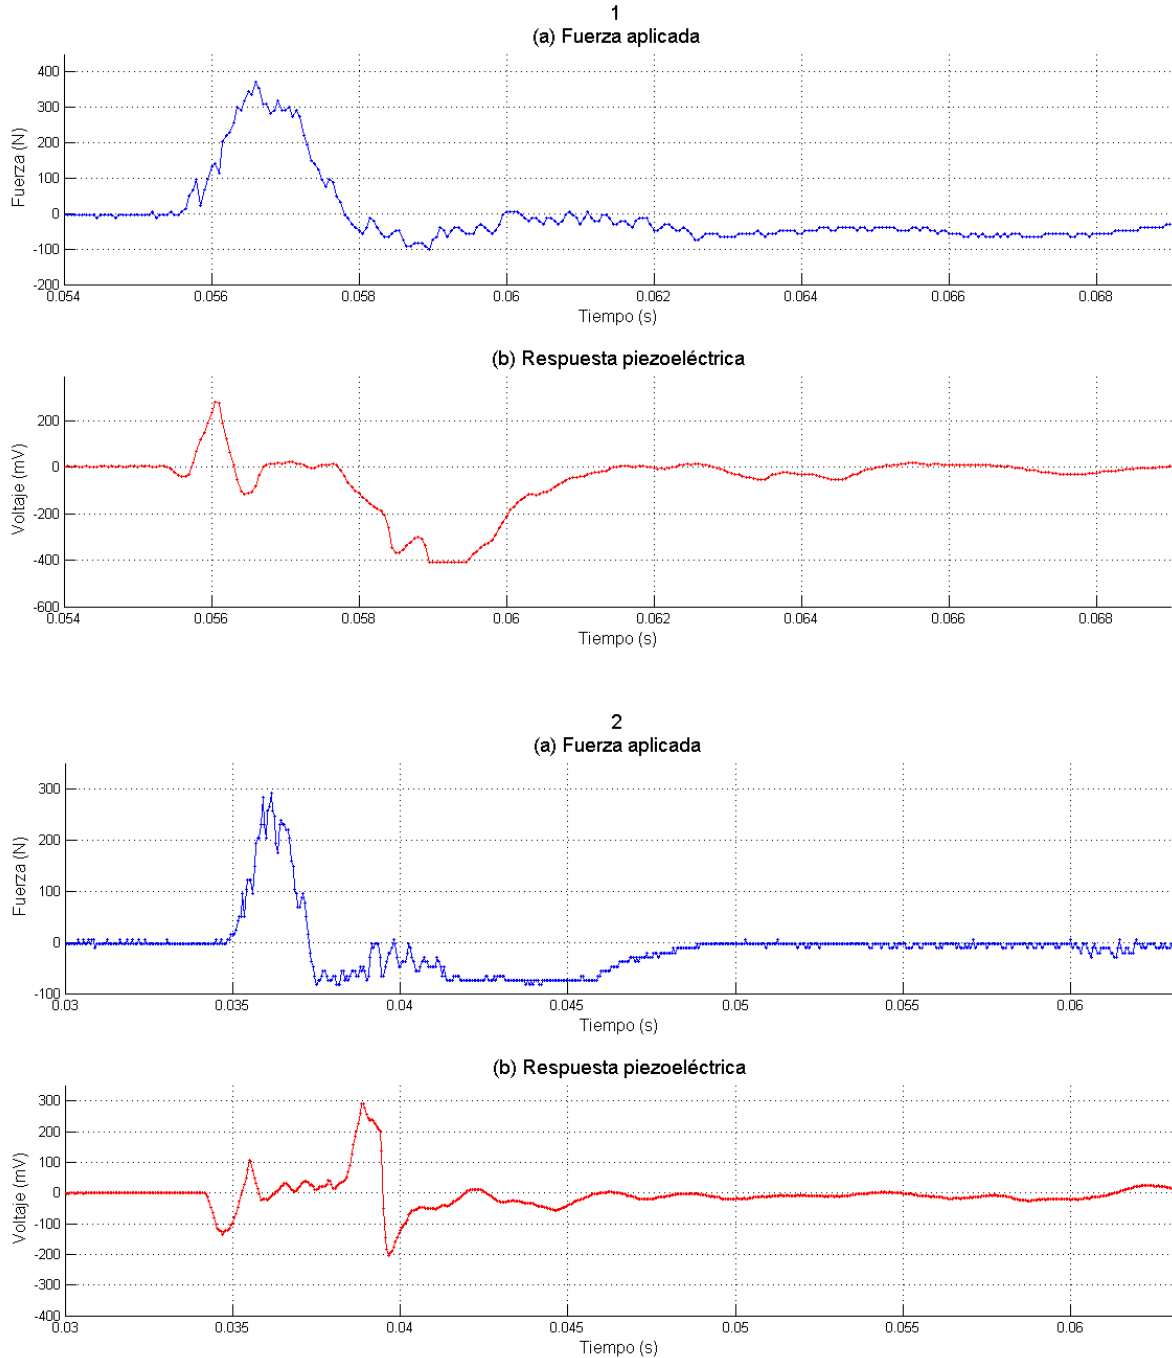 1
(a) Fuerza aplicada
400
300
200
100
0
-100
-200
Fuerza (N)
0.054 0.056 0.058 0.06 0.062 0.064 0.066 0.068
Tiempo (s)
(b) Respuesta piezoeléctrica
200
0
-200
-400
-600
Voltaje (mV)
0.054 0.056 0.058 0.06 0.062 0.064 0.066 0.068
Tiempo (s)
2
(a) Fuerza aplicada
300
200
100
0
-100
Fuerza (N)
0.03 0.035 0.04 0.045 0.05 0.055 0.06
Tiempo (s)
(b) Respuesta piezoeléctrica
300
200
100
0
-100
-200
-300
-400
Voltaje (mV)
0.03 0.035 0.04 0.045 0.05 0.055 0.06
Tiempo (s)